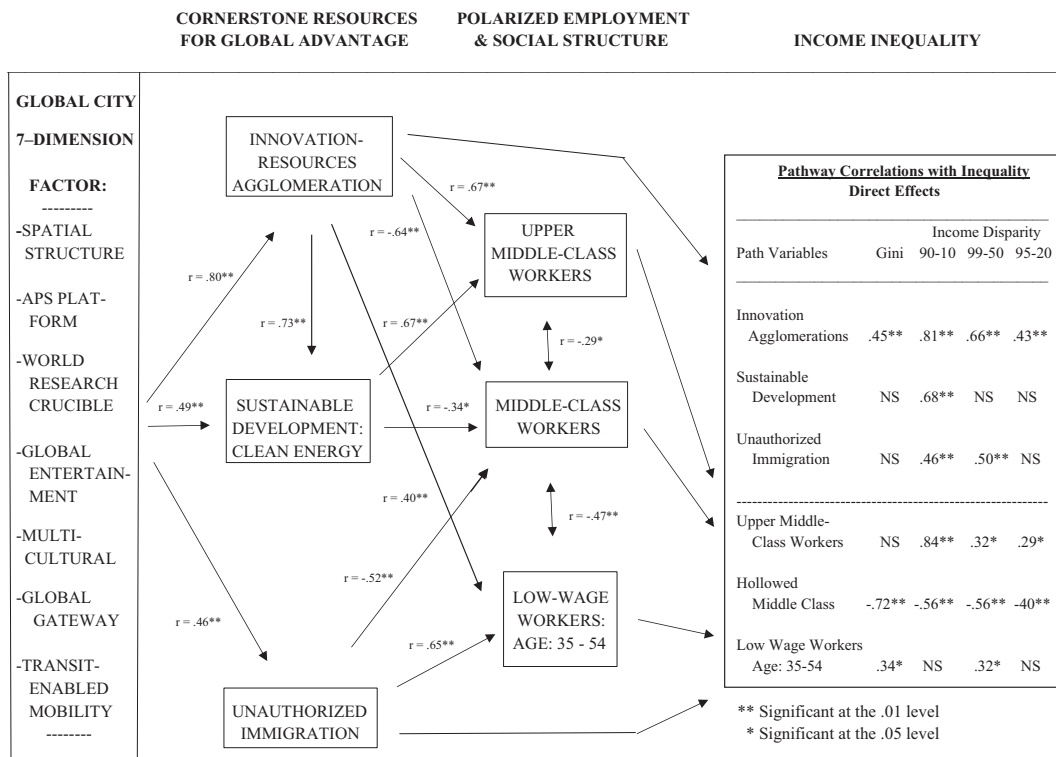 CORNERSTONE RESOURCES
FOR GLOBAL ADVANTAGE
POLARIZED EMPLOYMENT
& SOCIAL STRUCTURE
INCOME INEQUALITY
GLOBAL CITY
7–DIMENSION
FACTOR:
---------
-SPATIAL
STRUCTURE
-APS PLAT-
FORM
-WORLD
RESEARCH
CRUCIBLE
-GLOBAL
ENTERTAIN-
MENT
-MULTI-
CULTURAL
-GLOBAL
GATEWAY
-TRANSIT-
ENABLED
MOBILITY
--------
r = .80**
r = .49**
r = .46**
INNOVATION-
RESOURCES
AGGLOMERATION
r = .73**
SUSTAINABLE
DEVELOPMENT:
CLEAN ENERGY
UNAUTHORIZED
IMMIGRATION
r = .67**
r = -.64**
r = .67**
r = -.34*
r = .40**
r = -.52**
r = .65**
UPPER
MIDDLE-CLASS
WORKERS
r = -.29*
MIDDLE-CLASS
WORKERS
r = -.47**
LOW-WAGE
WORKERS:
AGE: 35 - 54
Pathway Correlations with Inequality
Direct Effects
Income Disparity
Path Variables Gini 90-10 99-50 95-20
Innovation
Agglomerations .45** .81** .66** .43**
Sustainable
Development NS .68** NS NS
Unauthorized
Immigration NS .46** .50** NS
Upper Middle-
Class Workers NS .84** .32* .29*
Hollowed
Middle Class -.72** -.56** -.56** -40**
Low Wage Workers
Age: 35-54 .34* NS .32* NS
** Significant at the .01 level
* Significant at the .05 level